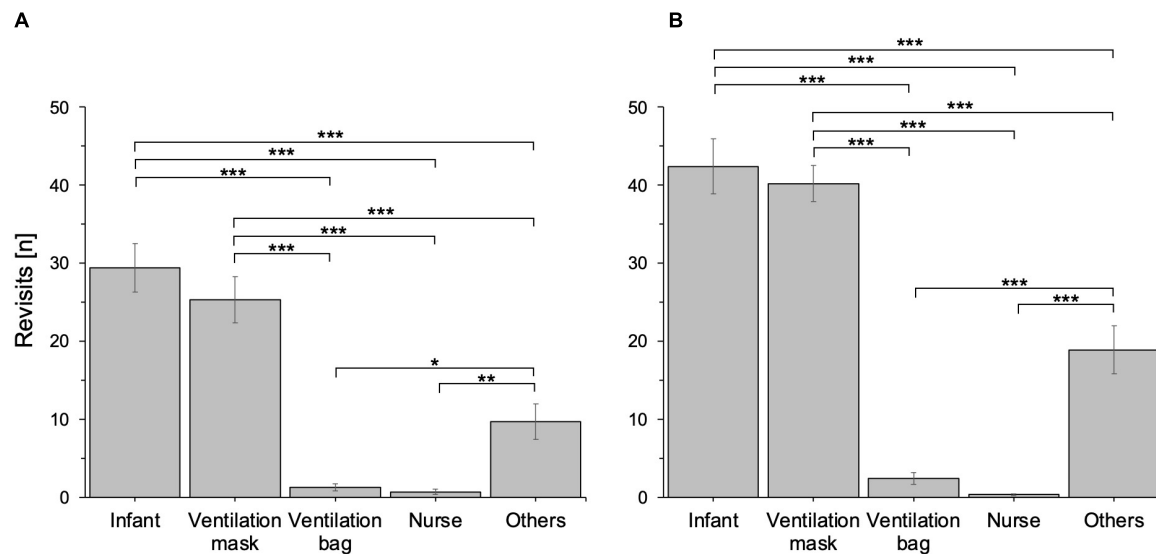 A
B
***
***
***
***
***
***
*
**
***
***
***
***
***
***
***
***
Revisits [n]
50
40
30
20
10
0
50
40
30
20
10
0
Infant
Ventilation
mask
Ventilation
bag
Nurse
Others
Infant
Ventilation
mask
Ventilation
bag
Nurse
Others